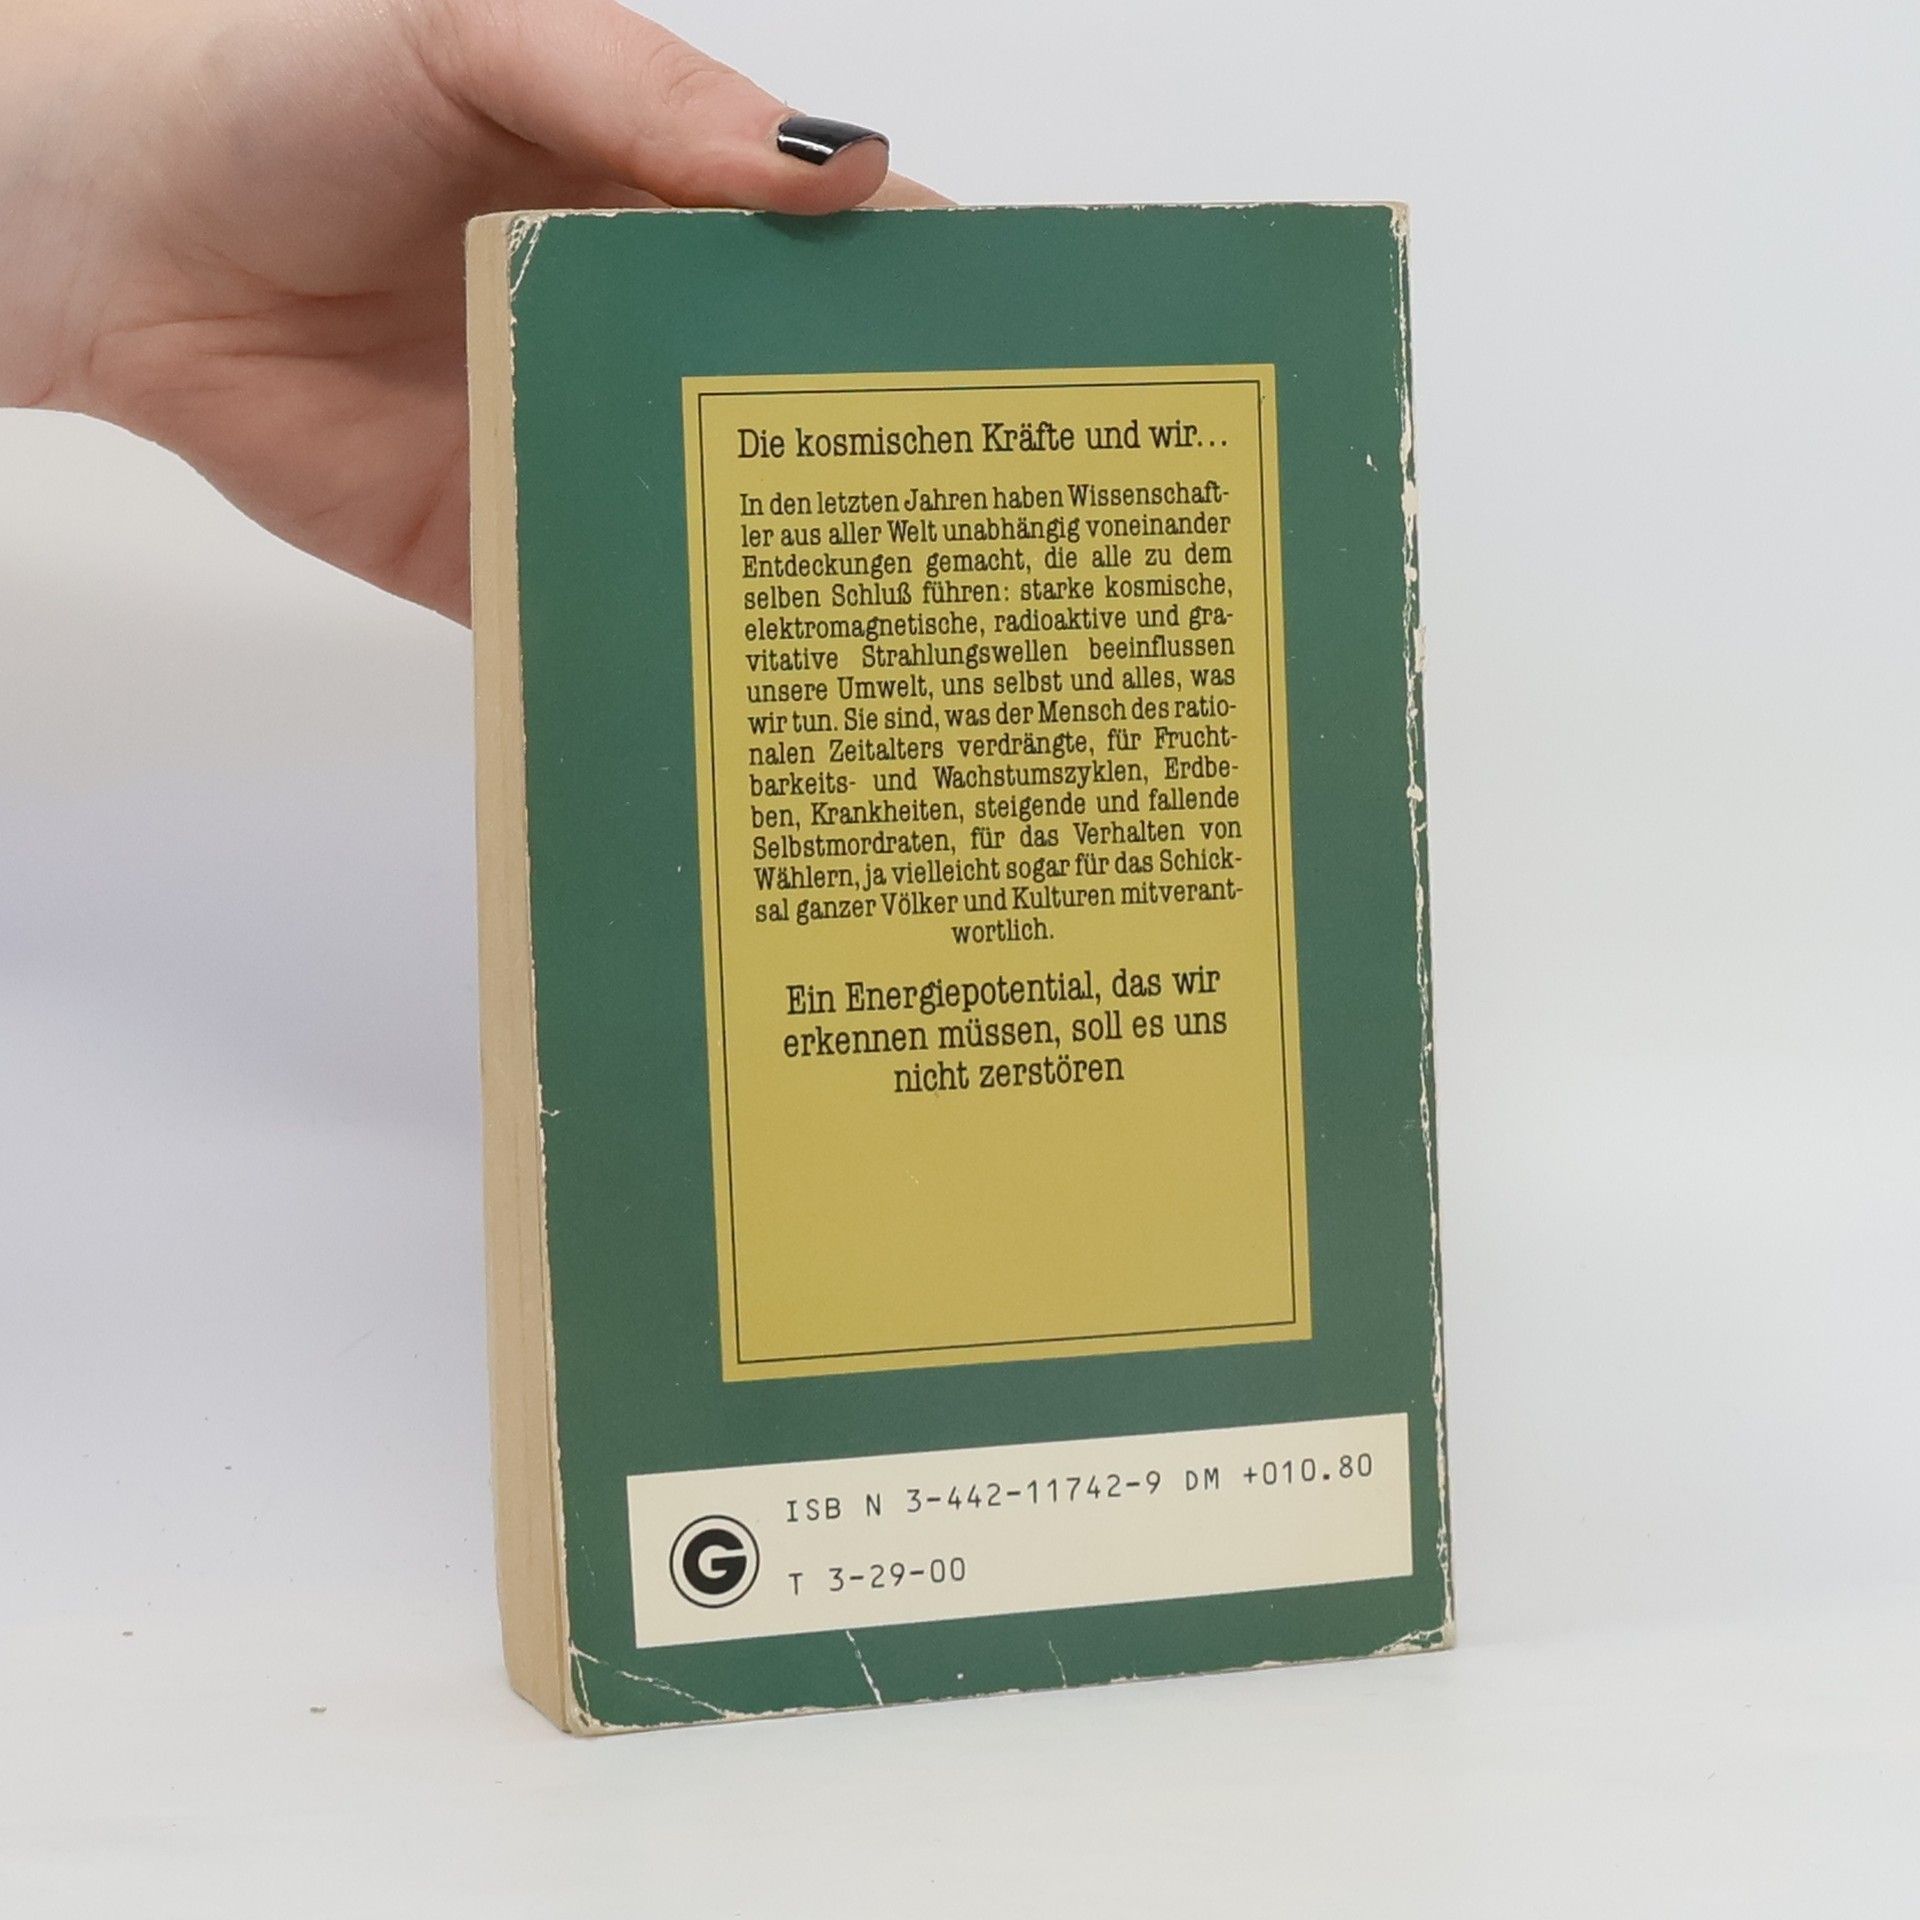 Die kosmischen Kräfte und wir...
In den letzten Jahren haben Wissenschaft-
ler aus aller Welt unabhängig voneinander
Entdeckungen gemacht, die alle zu dem
selben Schluß führen: starke kosmische,
elektromagnetische, radioaktive und gra-
vitative Strahlungswellen beeinflussen
unsere Umwelt, uns selbst und alles, was
wir tun. Sie sind, was der Mensch des ratio-
nalen Zeitalters verdrängte, für Frucht-
barkeits- und Wachstumszyklen, Erdbe-
ben, Krankheiten, steigende und fallende
Selbstmordraten, für das Verhalten von
Wählern, ja vielleicht sogar für das Schick-
sal ganzer Völker und Kulturen mitverant-
wortlich.
Ein Energiepotential, das wir
erkennen müssen, soll es uns
nicht zerstören
ISB N 3-442-11742-9 DM +010.80
G
T 3-29-00